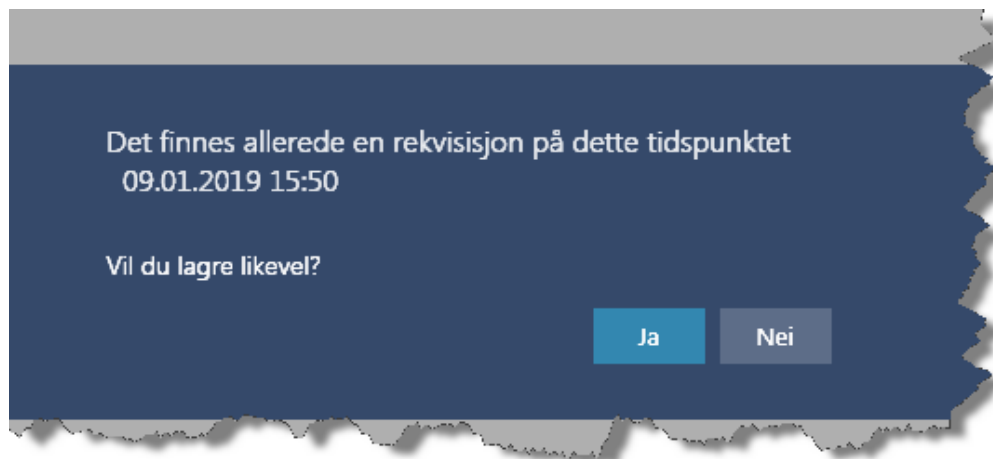 Det finnes allerede en rekvisisjon på dette tidspunktet
09.01.2019 15:50
Vil du lagre likevel?
Ja Nei